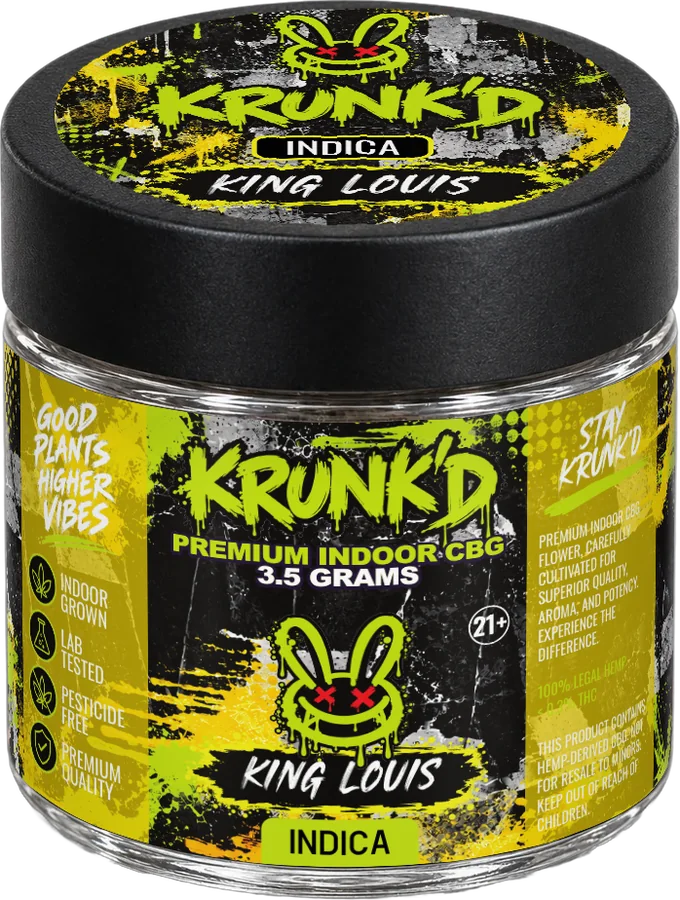 KRUNK'D
INDICA
KING LOUIS
GOOD
PLANTS
HIGHER
VIBES
INDOOR
GROWN
LAB
TESTED
PESTICIDE
FREE
PREMIUM
QUALITY
KRUNK'D
PREMIUM INDOOR CBG
3.5 GRAMS
21+
KING LOUIS
INDICA
STAY
KRUNK'D
PREMIUM INDOOR CBG
FLOWER, CAREFULLY
CULTIVATED FOR
SUPERIOR QUALITY,
AROMA, AND POTENCY.
EXPERIENCE THE
DIFFERENCE.
100% LEGAL HEMP
THC
THIS PRODUCT CONTAINS
HEMP-DERIVED CBG. NOT
FOR RESALE TO MINORS.
KEEP OUT OF REACH OF
CHILDREN.